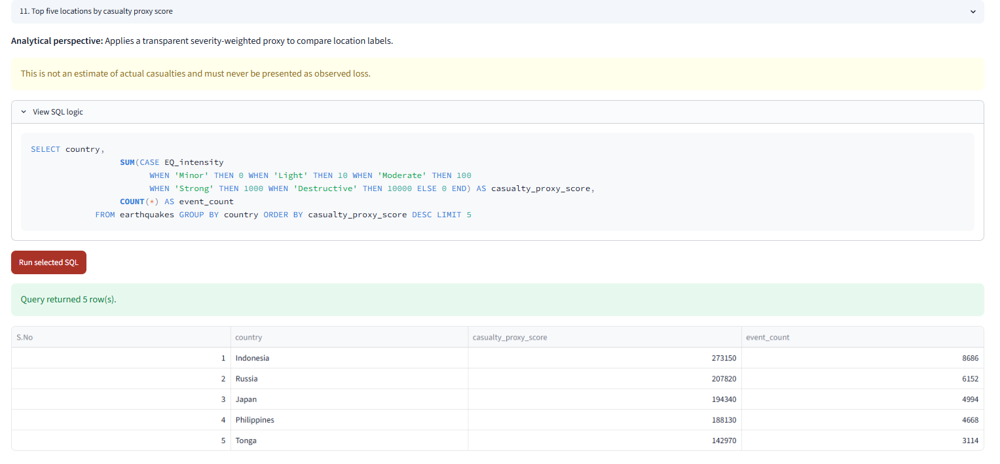 11. Top five locations by casualty proxy score
Analytical perspective: Applies a transparent severity-weighted proxy to compare location labels.
This is not an estimate of actual casualties and must never be presented as observed loss.
View SQL logic
SELECT country,
SUM(CASE EQ_intensity
WHEN 'Minor' THEN 0 WHEN 'Light' THEN 10 WHEN 'Moderate' THEN 100
WHEN 'Strong' THEN 1000 WHEN 'Destructive' THEN 10000 ELSE 0 END) AS casualty_proxy_score,
COUNT(*) AS event_count
FROM earthquakes GROUP BY country ORDER BY casualty_proxy_score DESC LIMIT 5
Run selected SQL
Query returned 5 row(s).
S.No country casualty_proxy_score event_count
1 Indonesia 273150 8686
2 Russia 207820 6152
3 Japan 194340 4994
4 Philippines 188130 4668
5 Tonga 142970 3114